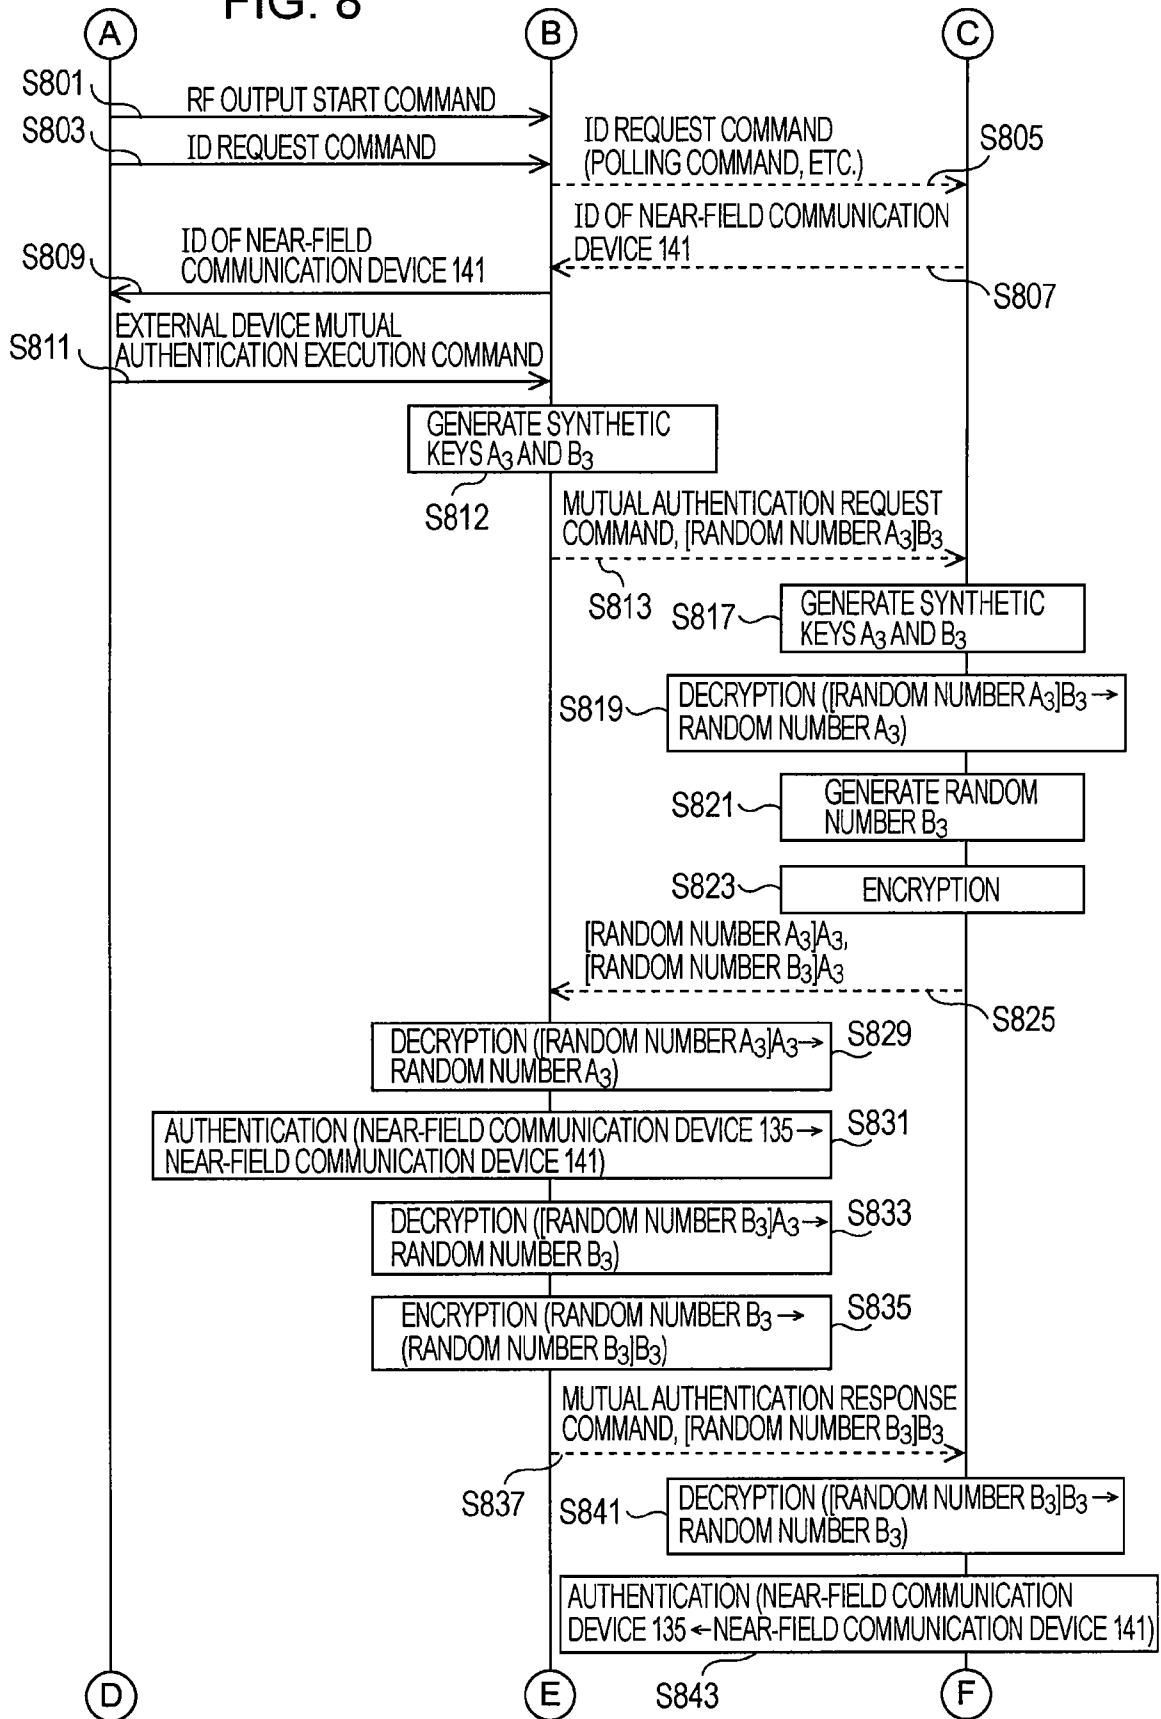 FIG. 8
A
B
C
S801
RF OUTPUT START COMMAND
S803
ID REQUEST COMMAND
ID REQUEST COMMAND
(POLLING COMMAND, ETC.)
S805
ID OF NEAR-FIELD COMMUNICATION
DEVICE 141
S807
ID OF NEAR-FIELD
COMMUNICATION DEVICE 141
S809
EXTERNAL DEVICE MUTUAL
AUTHENTICATION EXECUTION COMMAND
S811
GENERATE SYNTHETIC
KEYS A3 AND B3
S812
MUTUAL AUTHENTICATION REQUEST
COMMAND, [RANDOM NUMBER A3]B3
S813
S817
GENERATE SYNTHETIC
KEYS A3 AND B3
S819
DECRYPTION ([RANDOM NUMBER A3]B3→
RANDOM NUMBER A3)
S821
GENERATE RANDOM
NUMBER B3
S823
ENCRYPTION
[RANDOM NUMBER A3]A3,
[RANDOM NUMBER B3]A3
S825
DECRYPTION ([RANDOM NUMBER A3]A3→
RANDOM NUMBER A3)
S829
AUTHENTICATION (NEAR-FIELD COMMUNICATION DEVICE 135→
NEAR-FIELD COMMUNICATION DEVICE 141)
S831
DECRYPTION ([RANDOM NUMBER B3]A3→
RANDOM NUMBER B3)
S833
ENCRYPTION (RANDOM NUMBER B3→
(RANDOM NUMBER B3]B3)
S835
MUTUAL AUTHENTICATION RESPONSE
COMMAND, [RANDOM NUMBER B3]B3
S837
S841
DECRYPTION ([RANDOM NUMBER B3]B3→
RANDOM NUMBER B3)
AUTHENTICATION (NEAR-FIELD COMMUNICATION
DEVICE 135←NEAR-FIELD COMMUNICATION DEVICE 141)
S843
D
E
F